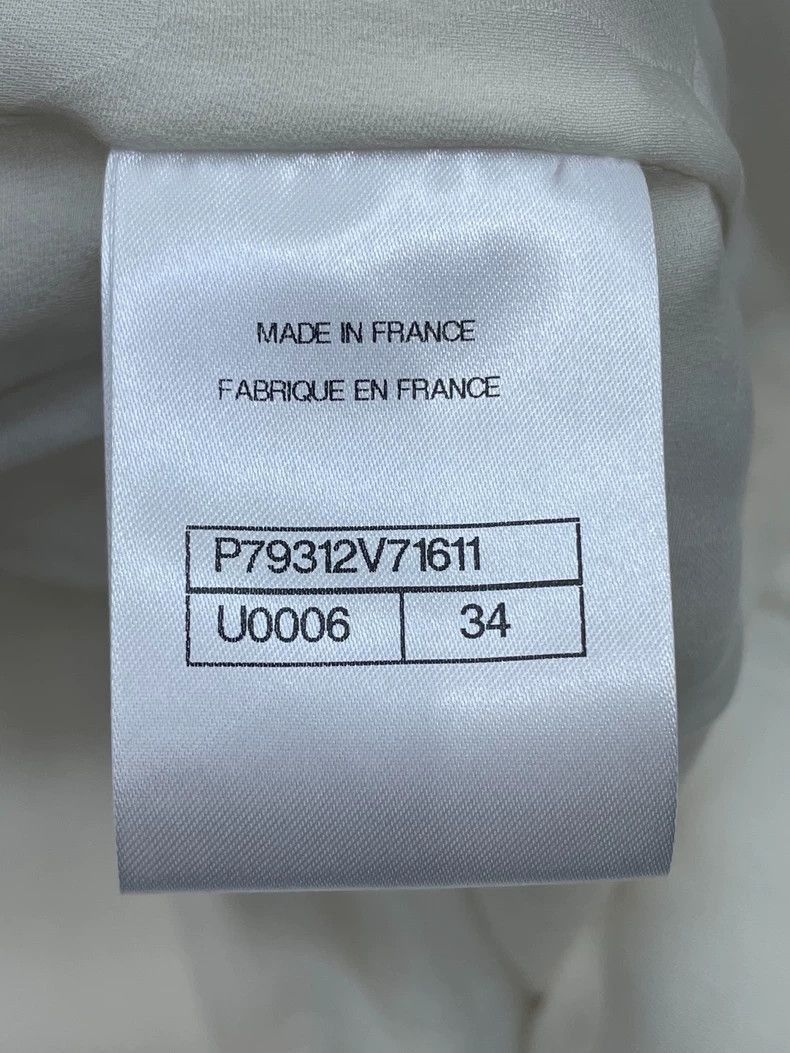 MADE IN FRANCE
FABRIQUE EN FRANCE
P79312V71611
U0006 34